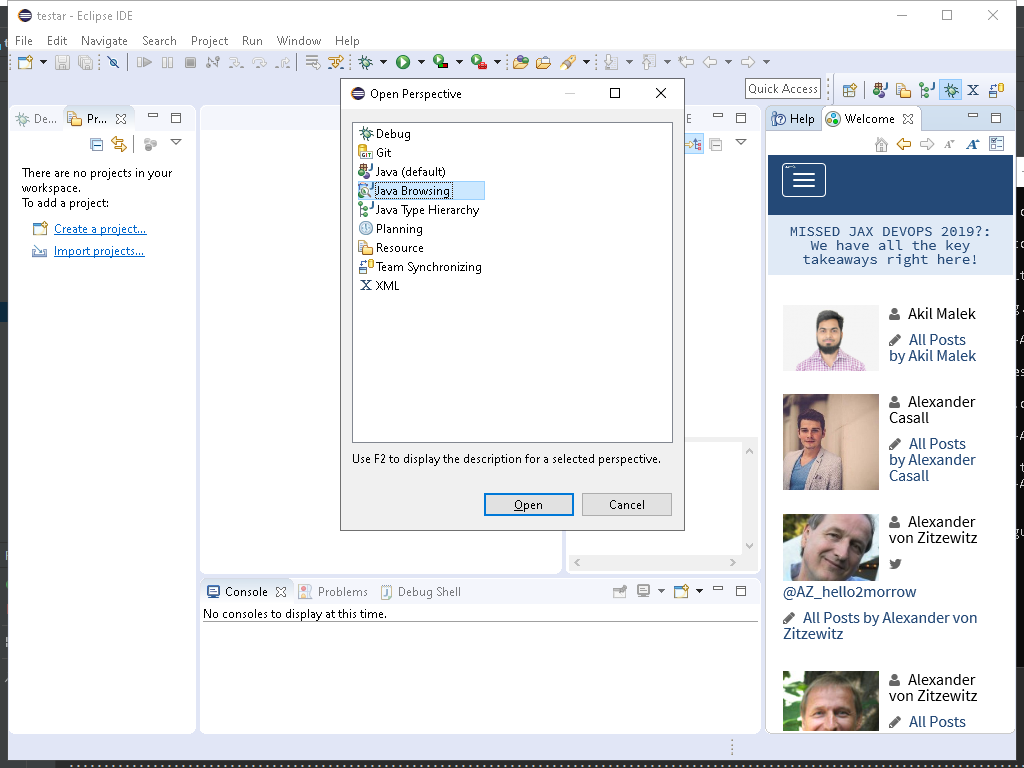 testar - Eclipse IDE
File Edit Navigate Search Project Run Window Help
Quick Access
De... Pr...
There are no projects in your
workspace.
To add a project:
Create a project...
Import projects...
Open Perspective
Debug
Git
Java (default)
Java Browsing
Java Type Hierarchy
Planning
Resource
Team Synchronizing
XML
Use F2 to display the description for a selected perspective.
Open Cancel
Console Problems Debug Shell
No consoles to display at this time.
Help Welcome
MISSED JAX DEVOPS 2019?:
We have all the key
takeaways right here!
Akil Malek
All Posts
by Akil Malek
Alexander
Casall
All Posts
by Alexander
Casall
Alexander
von Zitzewitz
@AZ_hello2morrow
All Posts by Alexander von
Zitzewitz
Alexander
von Zitzewitz
All Posts